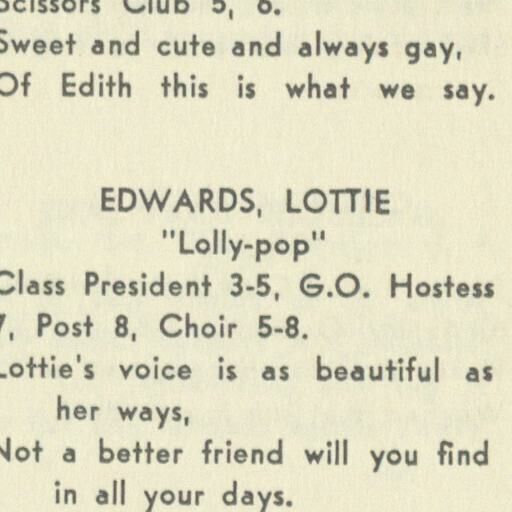 Scissors Club 5, 6.
Sweet and cute and always gay,
Of Edith this is what we say.
EDWARDS, LOTTIE
"Lolly-pop"
Class President 3-5, G.O. Hostess
7, Post 8, Choir 5-8.
Lottie's voice is as beautiful as
her ways,
Not a better friend will you find
in all your days.